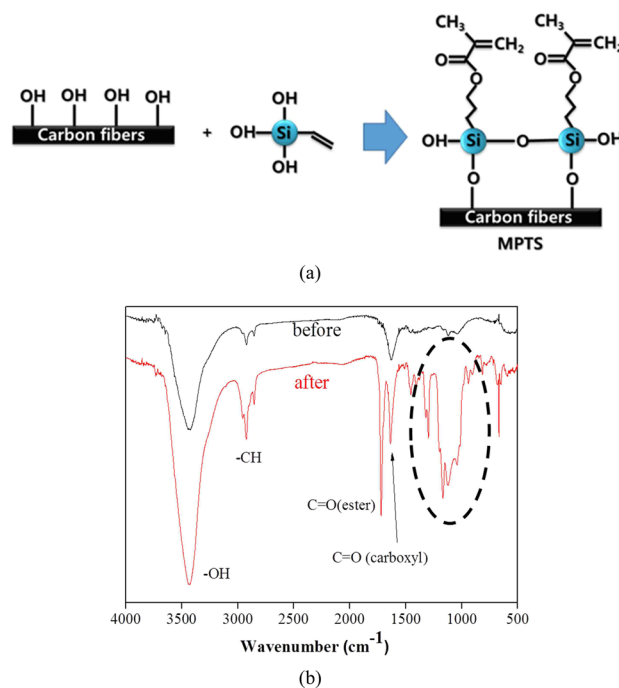 CH₃
CH₂
O
O
CH₃
CH₂
O
O
OH OH OH OH
Carbon fibers
+
OH
OH
Si
OH
OH
Si
O
Si
OH
O
O
Carbon fibers
MPTS
(a)
before
after
-CH
C=O(ester)
C=O (carboxyl)
-OH
4000 3500 3000 2500 2000 1500 1000 500
Wavenumber (cm⁻¹)
(b)